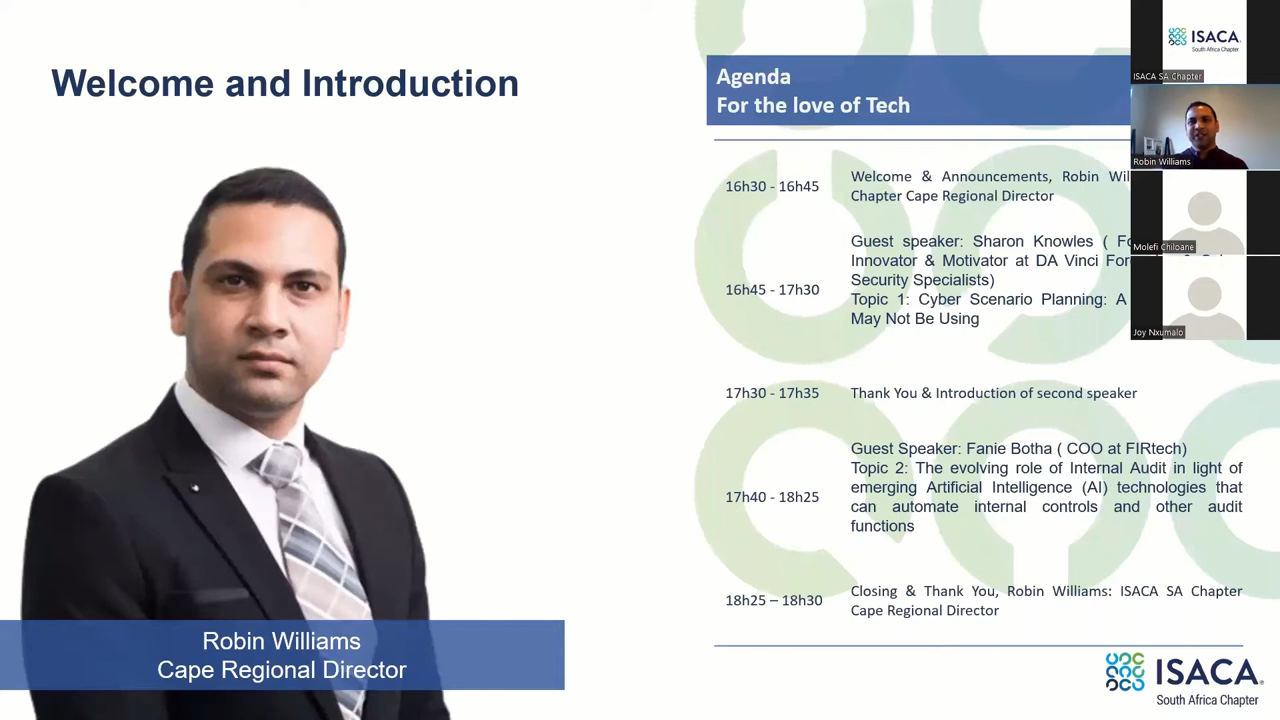 Welcome and Introduction
Robin Williams
Cape Regional Director
Agenda
For the love of Tech
16h30 - 16h45
Welcome & Announcements, Robin Wil
Chapter Cape Regional Director
16h45 - 17h30
Guest speaker: Sharon Knowles ( Fo
Innovator & Motivator at DA Vinci For
Security Specialists)
Topic 1: Cyber Scenario Planning: A
May Not Be Using
17h30 - 17h35
Thank You & Introduction of second speaker
17h40 - 18h25
Guest Speaker: Fanie Botha ( COO at FIRtech)
Topic 2: The evolving role of Internal Audit in light of
emerging Artificial Intelligence (AI) technologies that
can automate internal controls and other audit
functions
18h25 – 18h30
Closing & Thank You, Robin Williams: ISACA SA Chapter
Cape Regional Director
ISACA
South Africa Chapter
ISACA
South Africa Chapter
ISACA SA Chapter
Robin Williams
Molefi Chiloane
Joy Nxumalo